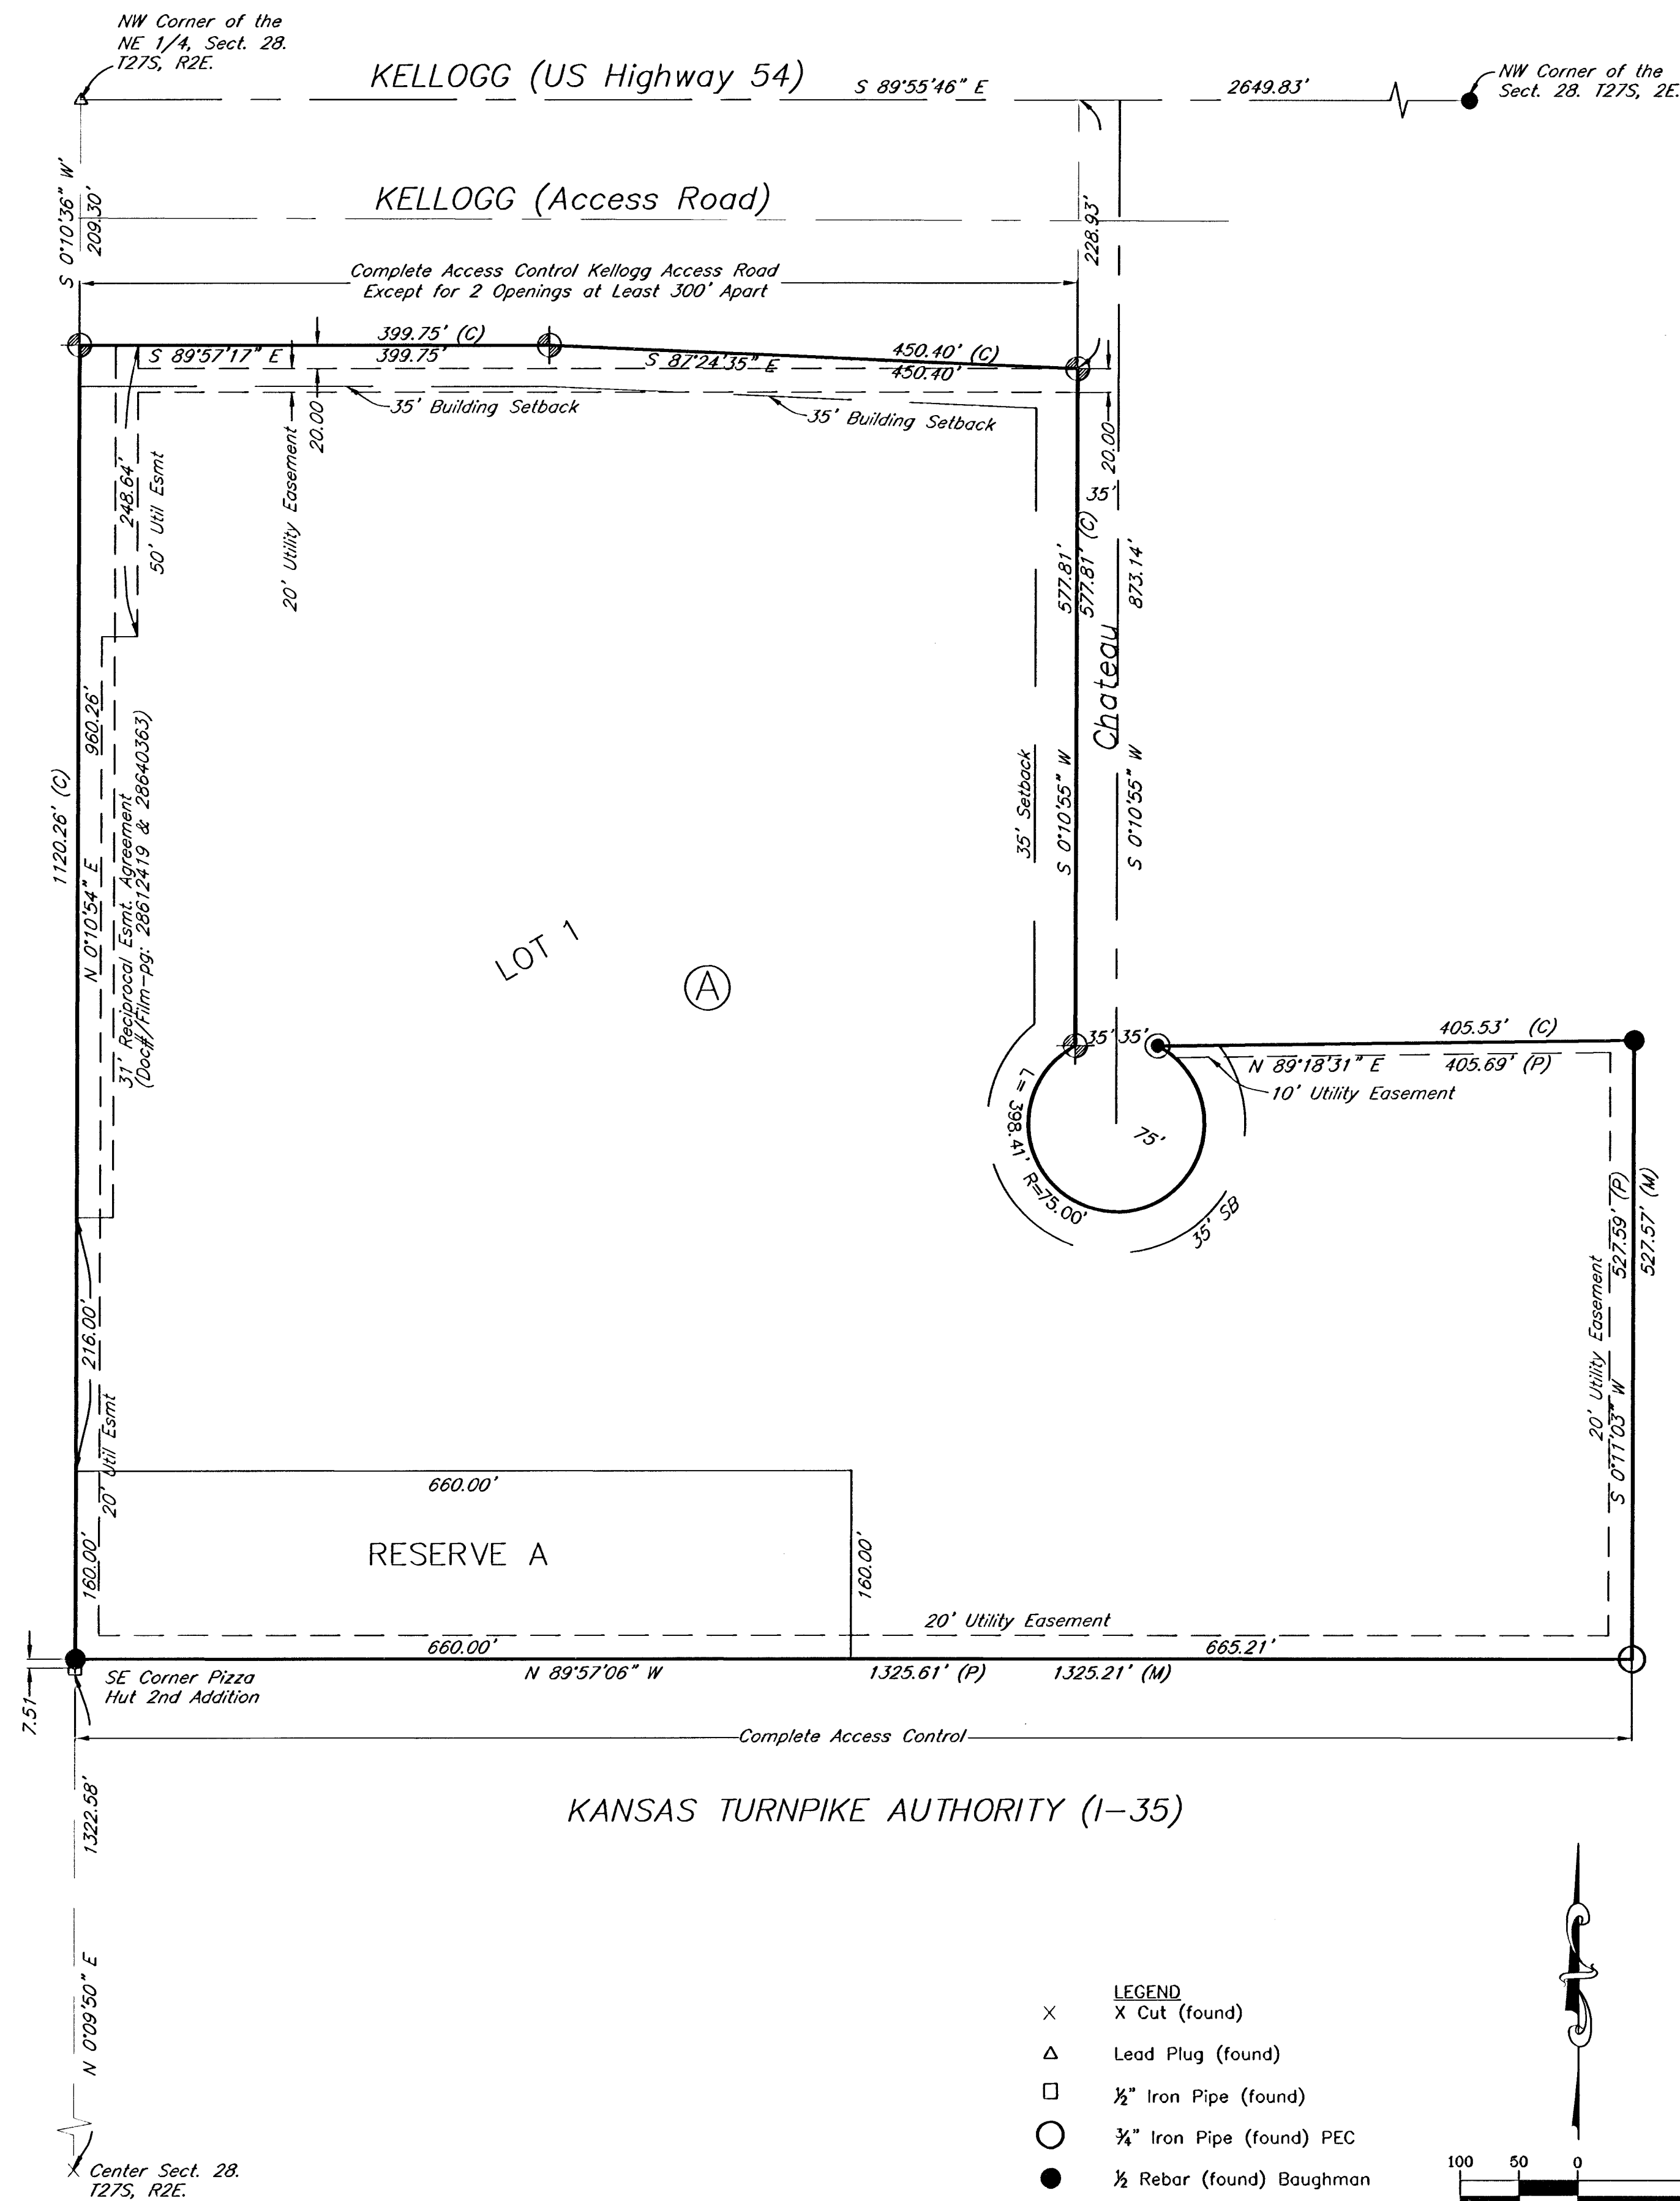 NW Corner of the
NE 1/4, Sect. 28.
T27S, R2E.
KELLOGG (US Highway 54)
S 89°55'46" E
2649.83'
NW Corner of the
Sect. 28. T27S, 2E.
S 0°10'36" W'
209.30'
KELLOGG (Access Road)
228.93'
Complete Access Control Kellogg Access Road
Except for 2 Openings at Least 300' Apart
399.75' (C)
S 89°57'17" E
399.75'
450.40' (C)
S 87°24'35" E
450.40'
35' Building Setback
35' Building Setback
20.00
20' Utility Easement
248.64'
50' Util Esmt
20.00
35'
577.81'
577.81' (C)
873.14'
Chateau
35' Setback
S 0°10'55" W
S 0°10'55" W
1120.26' (C)
960.26'
N 0°10'54" E
31' Reciprocal Esmt. Agreement
(Doc#/Film-pg: 28612419 & 28640363)
LOT 1
A
35' 35'
405.53' (C)
N 89°18'31" E
405.69' (P)
10' Utility Easement
75'
L= 398.41' R=75.00'
35' SB
527.59' (P)
527.57' (M)
20' Utility Easement
S 0°11'03" W
216.00'
20' Util Esmt
660.00'
RESERVE A
160.00'
160.00'
20' Utility Easement
660.00'
665.21'
N 89°57'06" W
1325.61' (P)
1325.21' (M)
SE Corner Pizza
Hut 2nd Addition
7.51
Complete Access Control
KANSAS TURNPIKE AUTHORITY (I-35)
1322.58'
N 0°09'50" E
Center Sect. 28.
T27S, R2E.
LEGEND
X Cut (found)
Lead Plug (found)
½" Iron Pipe (found)
¾" Iron Pipe (found) PEC
½ Rebar (found) Baughman
100 50 0